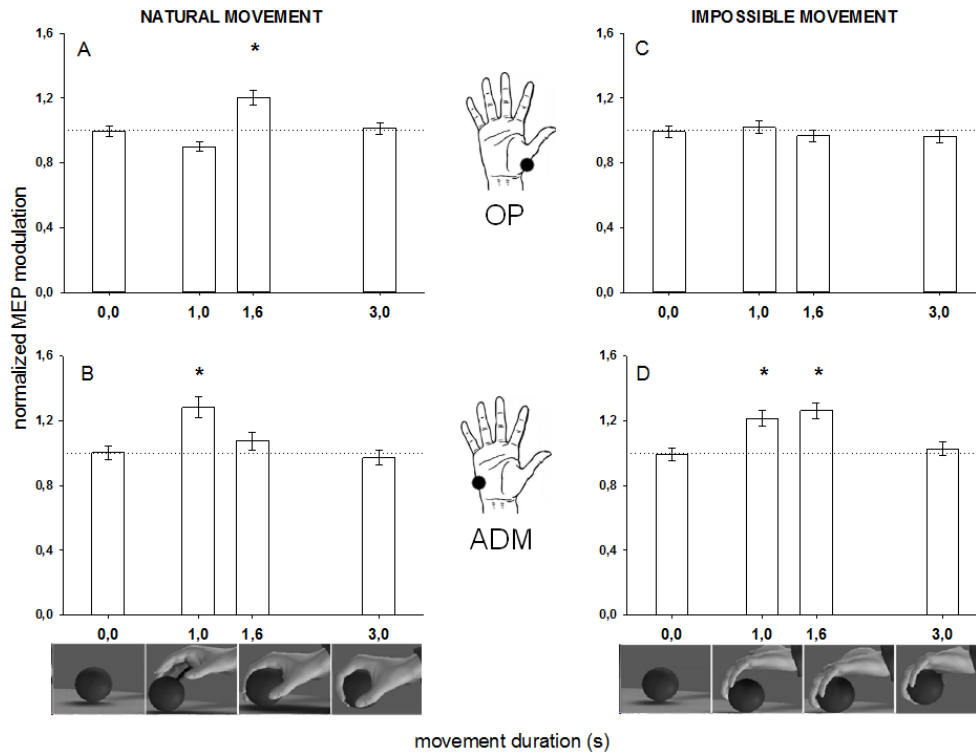 NATURAL MOVEMENT
IMPOSSIBLE MOVEMENT
normalized MEP modulation
A
*
1,6
1,2
0,8
0,4
0,0
0,0 1,0 1,6 3,0
OP
C
1,6
1,2
0,8
0,4
0,0
0,0 1,0 1,6 3,0
B
*
1,6
1,2
0,8
0,4
0,0
0,0 1,0 1,6 3,0
ADM
D
* *
1,6
1,2
0,8
0,4
0,0
0,0 1,0 1,6 3,0
movement duration (s)